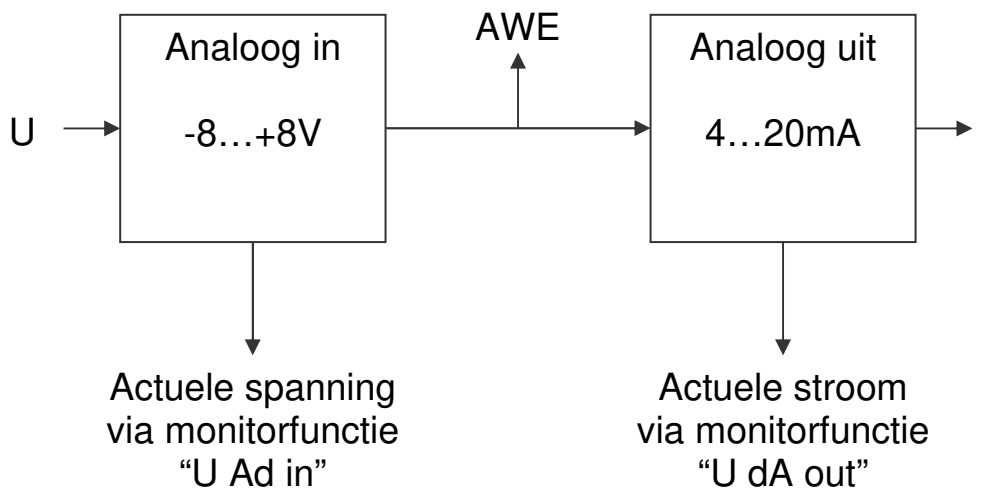 AWE
Analoog in
Analoog uit
U
-8…+8V
4…20mA
Actuele spanning
via monitorfunctie
“U Ad in”
Actuele stroom
via monitorfunctie
“U dA out”